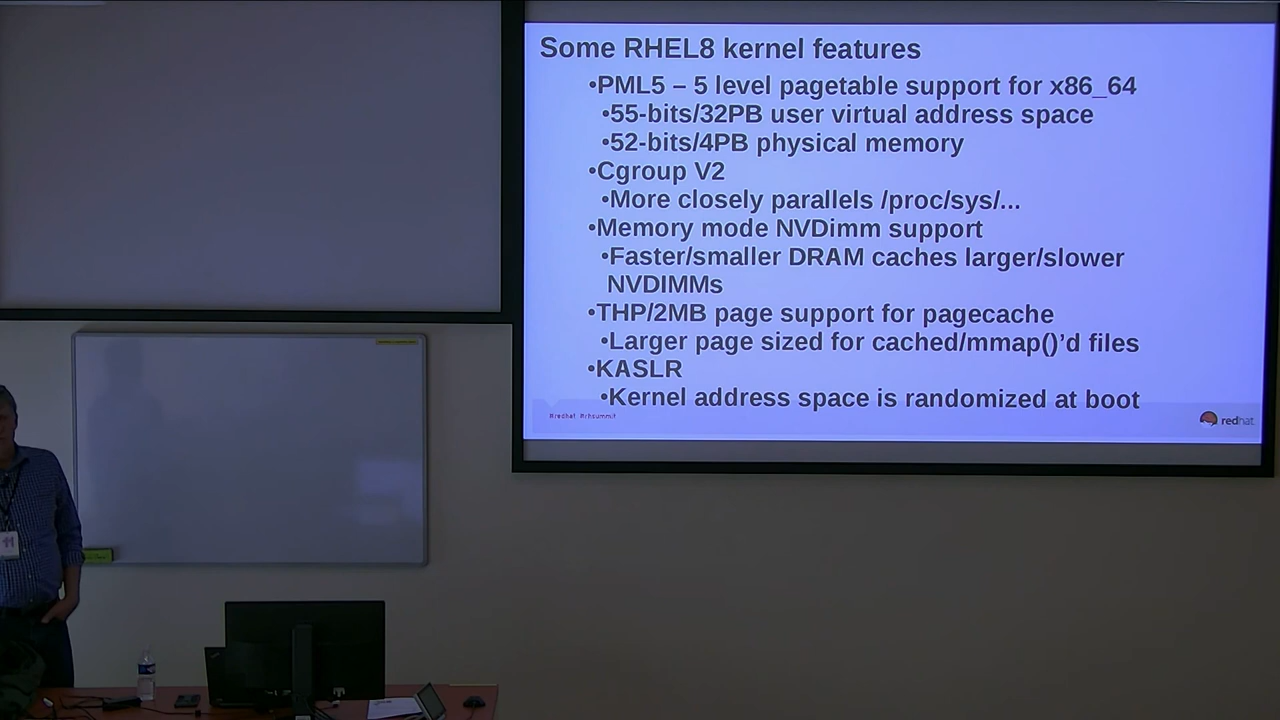 Some RHEL8 kernel features
•PML5 – 5 level pagetable support for x86_64
•55-bits/32PB user virtual address space
•52-bits/4PB physical memory
•Cgroup V2
•More closely parallels /proc/sys/...
•Memory mode NVDimm support
•Faster/smaller DRAM caches larger/slower
NVDIMMs
•THP/2MB page support for pagecache
•Larger page sized for cached/mmap()’d files
•KASLR
•Kernel address space is randomized at boot
#redhat #rhsummit
redhat.